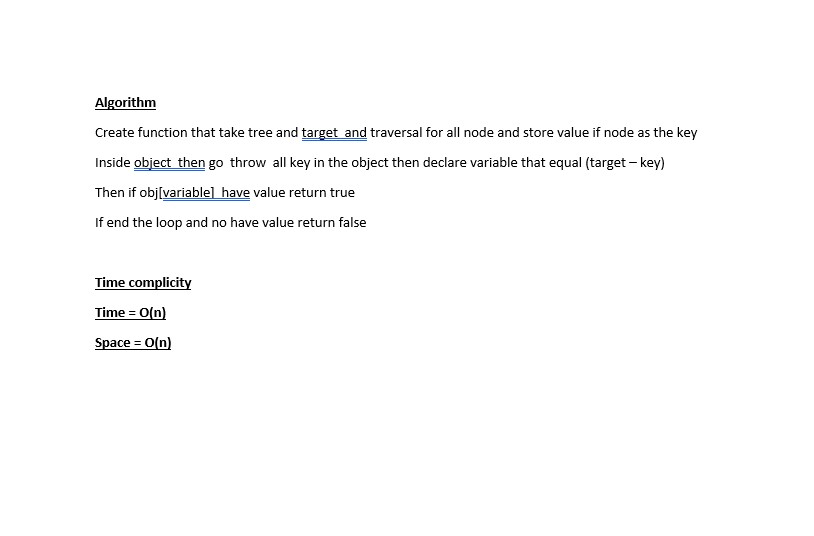 Algorithm
Create function that take tree and target  and traversal for all node and store value if node as the key
Inside object  then go  throw  all key in the object then declare variable that equal (target – key)
Then if obj[variable]  have value return true
If end the loop and no have value return false
Time complicity
Time = O(n)
Space = O(n)